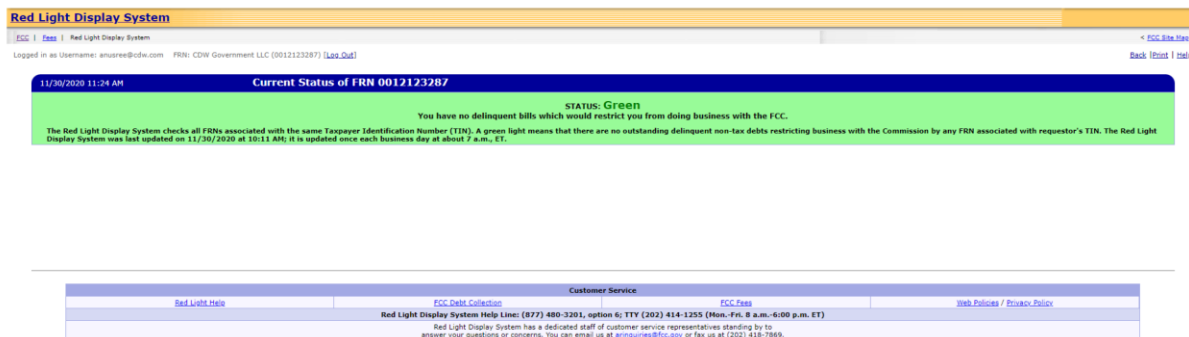 Red Light Display System
FCC | Fees | Red Light Display System
< FCC Site Map
Logged in as Username: anusree@cdw.com FRN: CDW Government LLC (0012123287) [Log Out]
Back |Print | Help
11/30/2020 11:24 AM Current Status of FRN 0012123287
STATUS: Green
You have no delinquent bills which would restrict you from doing business with the FCC.
The Red Light Display System checks all FRNs associated with the same Taxpayer Identification Number (TIN). A green light means that there are no outstanding delinquent non-tax debts restricting business with the Commission by any FRN associated with requestor's TIN. The Red Light
Display System was last updated on 11/30/2020 at 10:11 AM; it is updated once each business day at about 7 a.m., ET.
Customer Service
Red Light Help FCC Debt Collection FCC Fees Web Policies / Privacy Policy
Red Light Display System Help Line: (877) 480-3201, option 6; TTY (202) 414-1255 (Mon.-Fri. 8 a.m.-6:00 p.m. ET)
Red Light Display System has a dedicated staff of customer service representatives standing by to
answer your questions or concerns. You can email us at arinquiries@fcc.gov or fax us at (202) 418-7869.